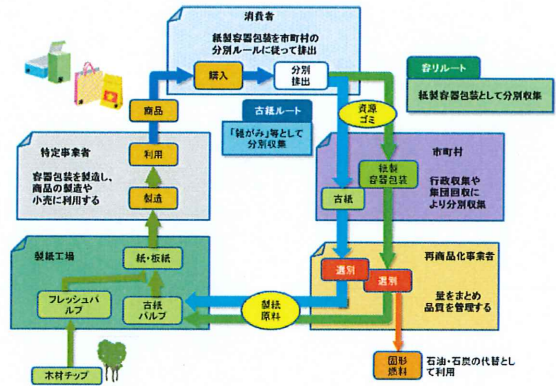 消費者
紙製容器包装を市町村の
分別ルールに従って排出
購入
分別
排出
容リルート
紙製容器包装として分別収集
商品
古紙ルート
「雑がみ」等として
分別収集
資源
ゴミ
特定事業者
容器包装を製造し、
商品の製造や
小売に利用する
利用
製造
市町村
紙製
容器包装
古紙
行政収集や
集団回収に
より分別収集
製紙工場
紙・板紙
フレッシュパ
ルプ
古紙
パルプ
木材チップ
製紙
原料
再商品化事業者
選別
選別
量をまとめ
品質を管理する
固形
燃料
石油・石炭の代替とし
て利用